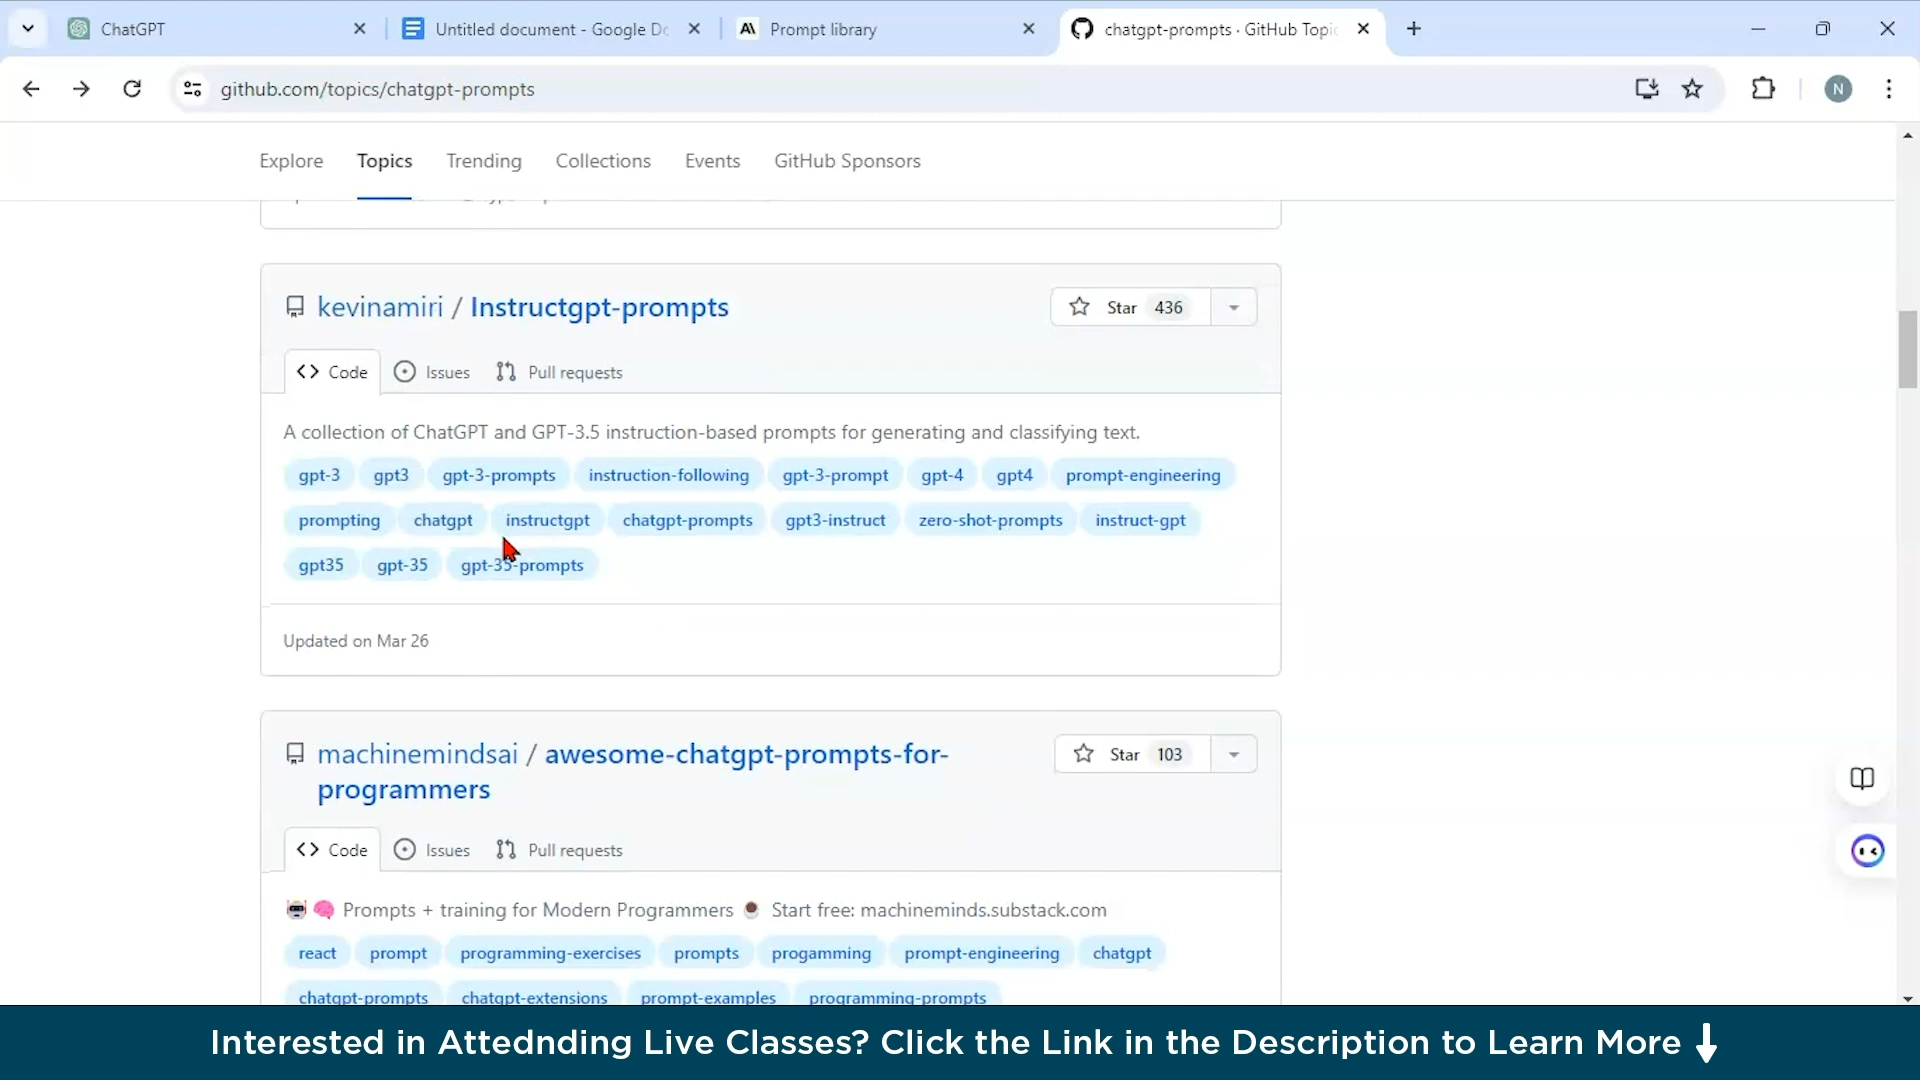 ChatGPT
Untitled document - Google Do
Prompt library
chatgpt-prompts · GitHub Topic
github.com/topics/chatgpt-prompts
N
Explore Topics Trending Collections Events GitHub Sponsors
kevinamiri / Instructgpt-prompts
Star 436
Code Issues Pull requests
A collection of ChatGPT and GPT-3.5 instruction-based prompts for generating and classifying text.
gpt-3 gpt3 gpt-3-prompts instruction-following gpt-3-prompt gpt-4 gpt4 prompt-engineering
prompting chatgpt instructgpt chatgpt-prompts gpt3-instruct zero-shot-prompts instruct-gpt
gpt35 gpt-35 gpt-35-prompts
Updated on Mar 26
machinemindsai / awesome-chatgpt-prompts-for-
programmers
Star 103
Code Issues Pull requests
Prompts + training for Modern Programmers Start free: machineminds.substack.com
react prompt programming-exercises prompts progamming prompt-engineering chatgpt
chatgpt-prompts chatgpt-extensions prompt-examples programming-prompts
Interested in Attednding Live Classes? Click the Link in the Description to Learn More